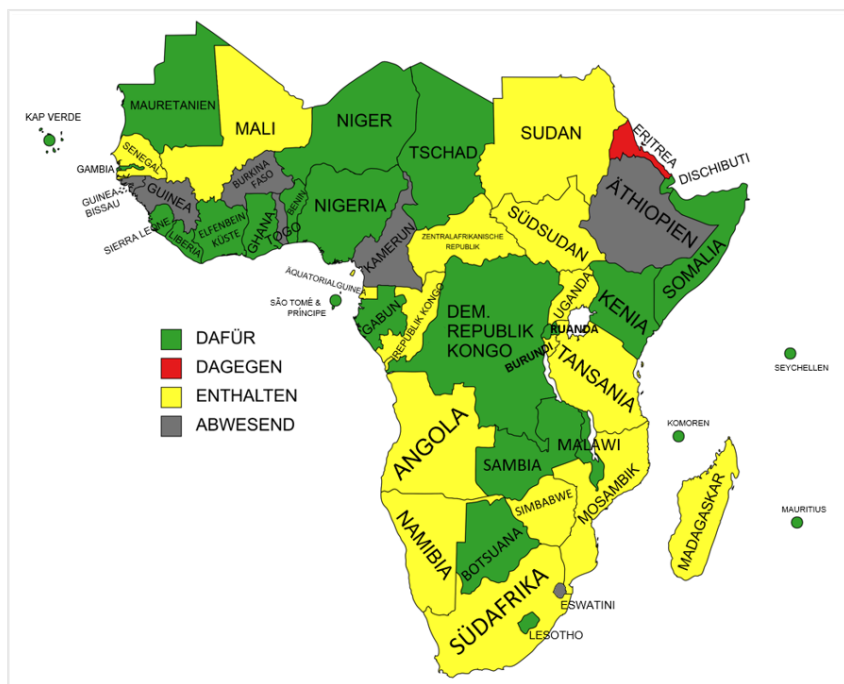 KAP VERDE
MAURETANIEN
MALI
NIGER
TSCHAD
SUDAN
ERITREA
DISCHIBUTI
SENEGAL
GAMBIA
GUINEA-
BISSAU
GUINEA
BURKINA
FASO
SIERRA LEONE
LIBERIA
ELFENBEIN
KÜSTE
GHANA
TOGO
BENIN
NIGERIA
KAMERUN
ZENTRALAFRIKANISCHE
REPUBLIK
SÜDSUDAN
ÄTHIOPIEN
SOMALIA
ÄQUATORIALGUINEA
SÃO TOMÉ &
PRÍNCIPE
GABUN
REPUBLIK KONGO
DEM.
REPUBLIK
KONGO
UGANDA
KENIA
RUANDA
BURUNDI
TANSANIA
SEYCHELLEN
DAFÜR
DAGEGEN
ENTHALTEN
ABWESEND
ANGOLA
SAMBIA
MALAWI
KOMOREN
MOSAMBIK
SIMBABWE
MADAGASKAR
MAURITIUS
NAMIBIA
BOTSUANA
SÜDAFRIKA
ESWATINI
LESOTHO